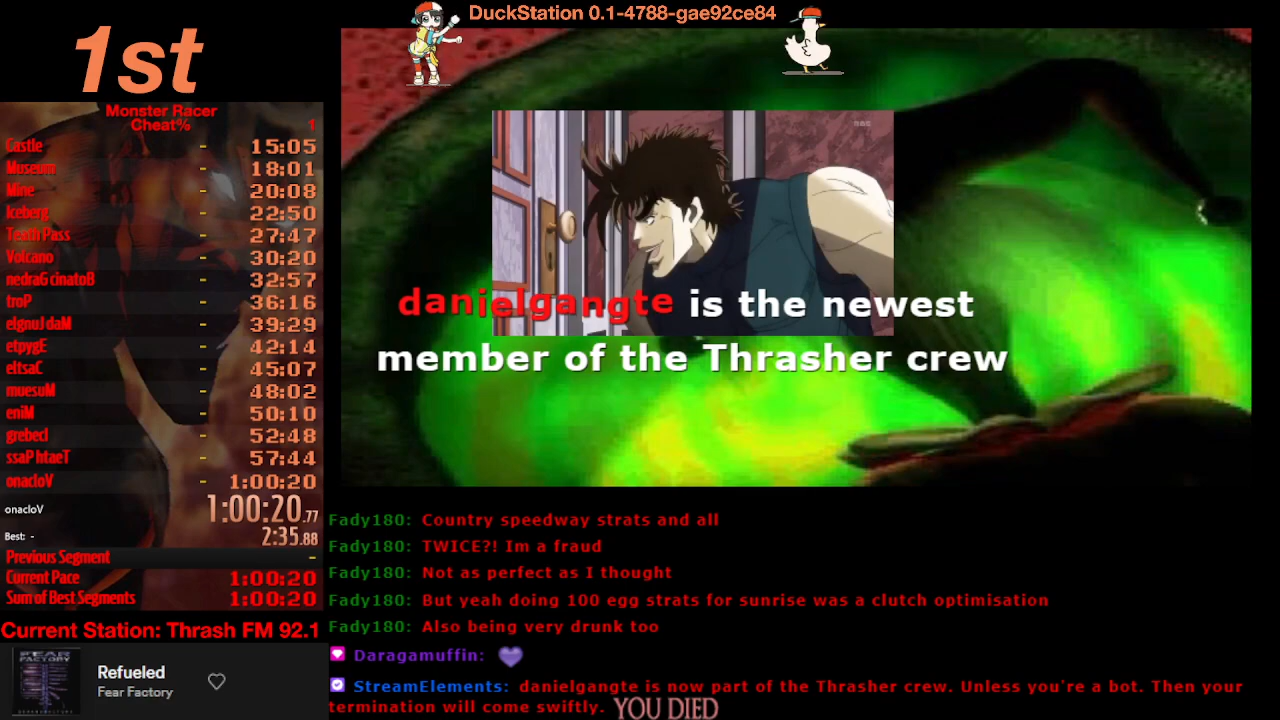 DuckStation 0.1-4788-gae92ce84
1st
Monster Racer
Cheat% 1
Castle - 15:05
Museum - 18:01
Mine - 20:08
Iceberg - 22:50
Teath Pass - 27:47
Volcano - 30:20
nedraG cinatoB - 32:57
troP - 36:16
elgnuJ daM - 39:29
etpygE - 42:14
eltsaC - 45:07
muesuM - 48:02
eniM - 50:10
grebecI - 52:48
ssaP htaeT - 57:44
onacloV - 1:00:20
onacloV 1:00:20.77
Best: - 2:35.88
Previous Segment -
Current Pace 1:00:20
Sum of Best Segments 1:00:20
Current Station: Thrash FM 92.1
FEAR FACTORY
Refueled
Fear Factory
danielgangte is the newest
member of the Thrasher crew
Fady180: Country speedway strats and all
Fady180: TWICE?! Im a fraud
Fady180: Not as perfect as I thought
Fady180: But yeah doing 100 egg strats for sunrise was a clutch optimisation
Fady180: Also being very drunk too
Daragamuffin:
StreamElements: danielgangte is now part of the Thrasher crew. Unless you're a bot. Then your
termination will come swiftly. YOU DIED